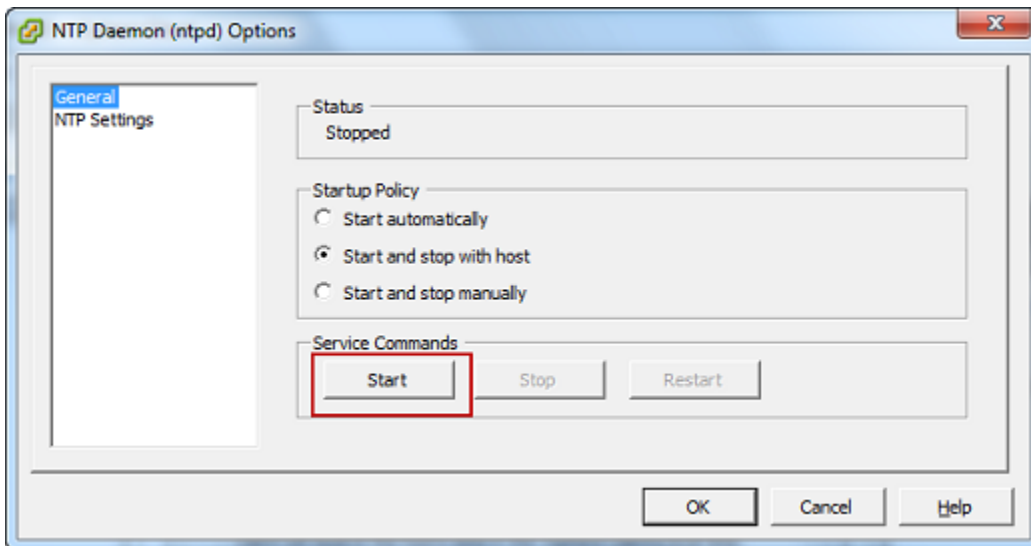 NTP Daemon (ntpd) Options
General
NTP Settings
Status
Stopped
Startup Policy
Start automatically
Start and stop with host
Start and stop manually
Service Commands
Start Stop Restart
OK Cancel Help